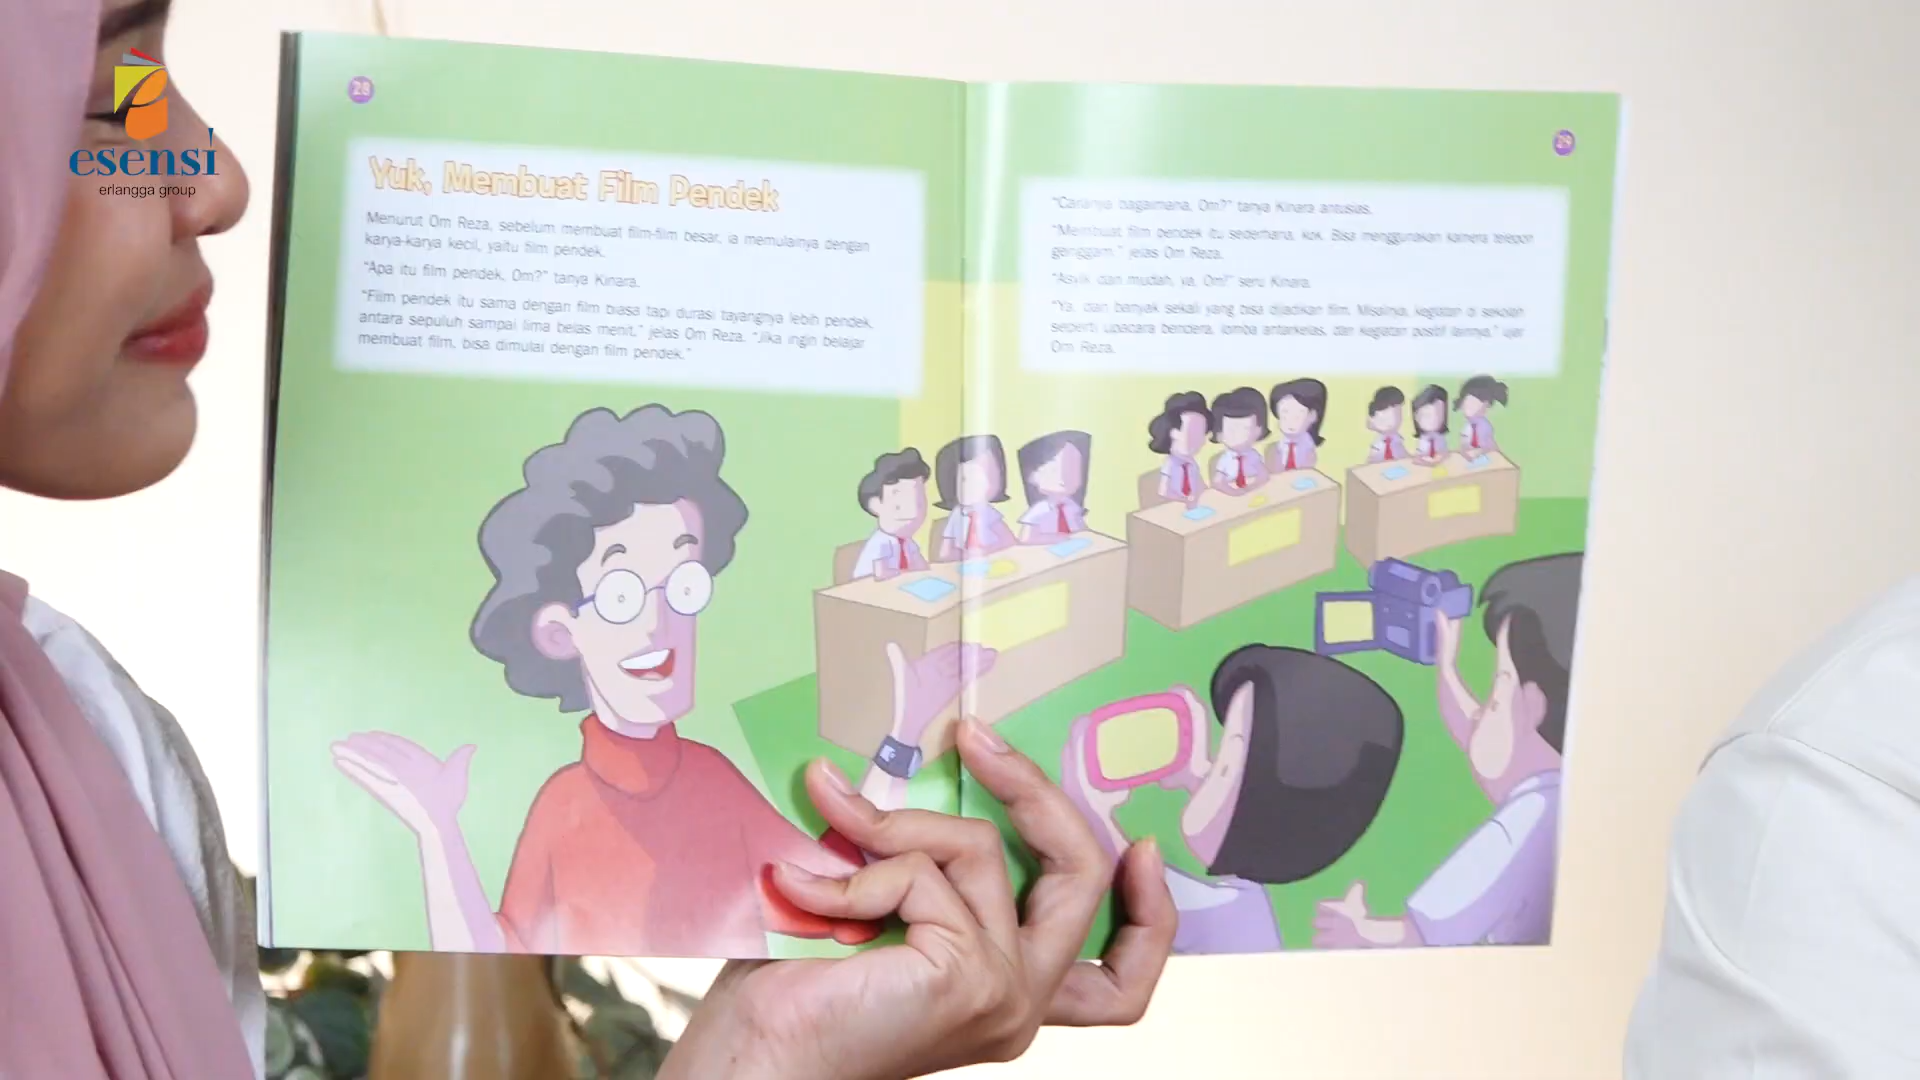 esensi
erlangga group
28
Yuk, Membuat Film Pendek
Menurut Om Reza, sebelum membuat film-film besar, ia memulainya dengan
karya-karya kecil, yaitu film pendek.
"Apa itu film pendek, Om?" tanya Kinara.
"Film pendek itu sama dengan film biasa tapi durasi tayangnya lebih pendek,
antara sepuluh sampai lima belas menit," jelas Om Reza. "Jika ingin belajar
membuat film, bisa dimulai dengan film pendek."
29
"Caranya bagaimana, Om?" tanya Kinara antusias.
"Membuat film pendek itu sederhana, kok. Bisa menggunakan kamera telepon
genggam." jelas Om Reza.
"Asyik dan mudah, ya, Om!" seru Kinara.
"Ya, dan banyak sekali yang bisa dijadikan film. Misalnya, kegiatan di sekolah
seperti upacara bendera, lomba antarkelas, dan kegiatan positif lainnya," ujar
Om Reza.